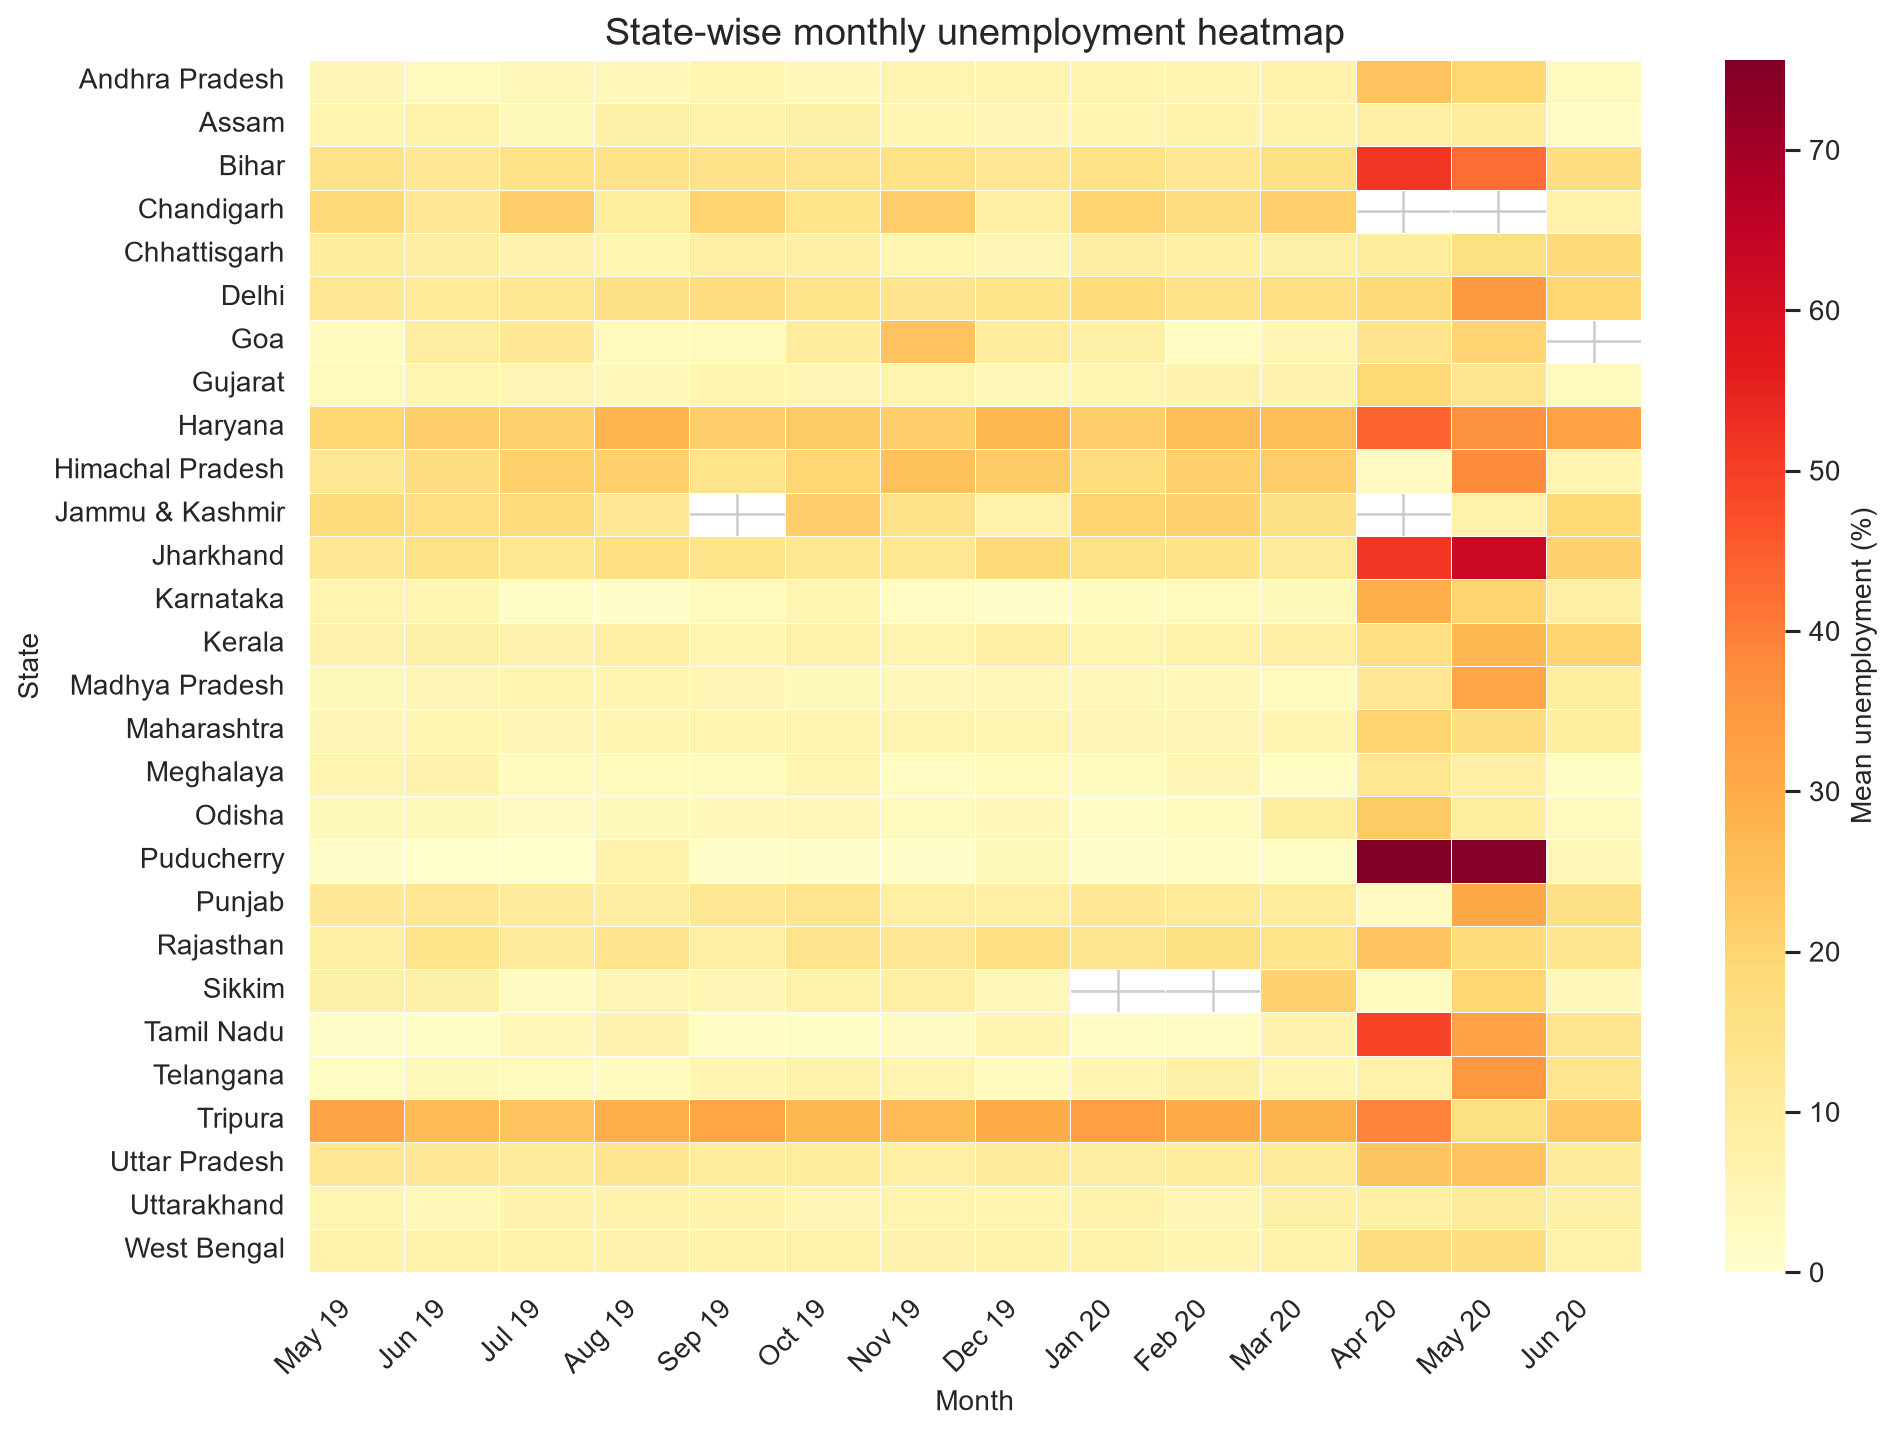 State-wise monthly unemployment heatmap
Andhra Pradesh
Assam
Bihar
Chandigarh
Chhattisgarh
Delhi
Goa
Gujarat
Haryana
Himachal Pradesh
Jammu & Kashmir
Jharkhand
Karnataka
Kerala
Madhya Pradesh
Maharashtra
Meghalaya
Odisha
Puducherry
Punjab
Rajasthan
Sikkim
Tamil Nadu
Telangana
Tripura
Uttar Pradesh
Uttarakhand
West Bengal
State
May 19
Jun 19
Jul 19
Aug 19
Sep 19
Oct 19
Nov 19
Dec 19
Jan 20
Feb 20
Mar 20
Apr 20
May 20
Jun 20
Month
70
60
50
40
30
20
10
0
Mean unemployment (%)